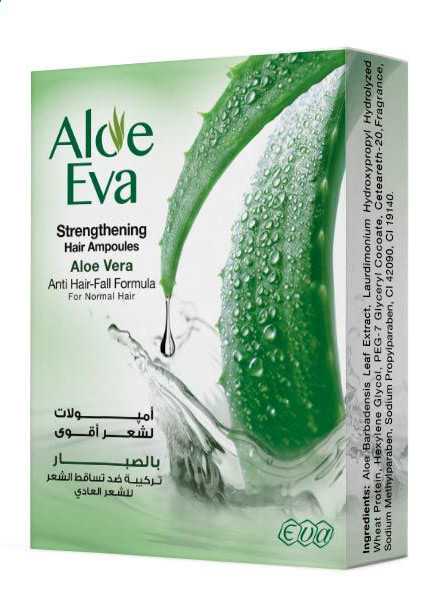 Aloe
Eva
Strengthening
Hair Ampoules
Aloe Vera
Anti Hair-Fall Formula
For Normal Hair
أمپولات
لشعر أقوى
بالصبار
تركيبة ضد تساقط الشعر
للشعر العادي
Eva
Ingredients: Aloe Barbadensis Leaf Extract, Laurdimonium Hydroxypropyl Hydrolyzed
Wheat Protein, Hexylene Glycol, PEG-7 Glyceryl Cocoate, Ceteareth-20, Fragrance,
Sodium Methylparaben, Sodium Propylparaben, CI 42090, CI 19140.